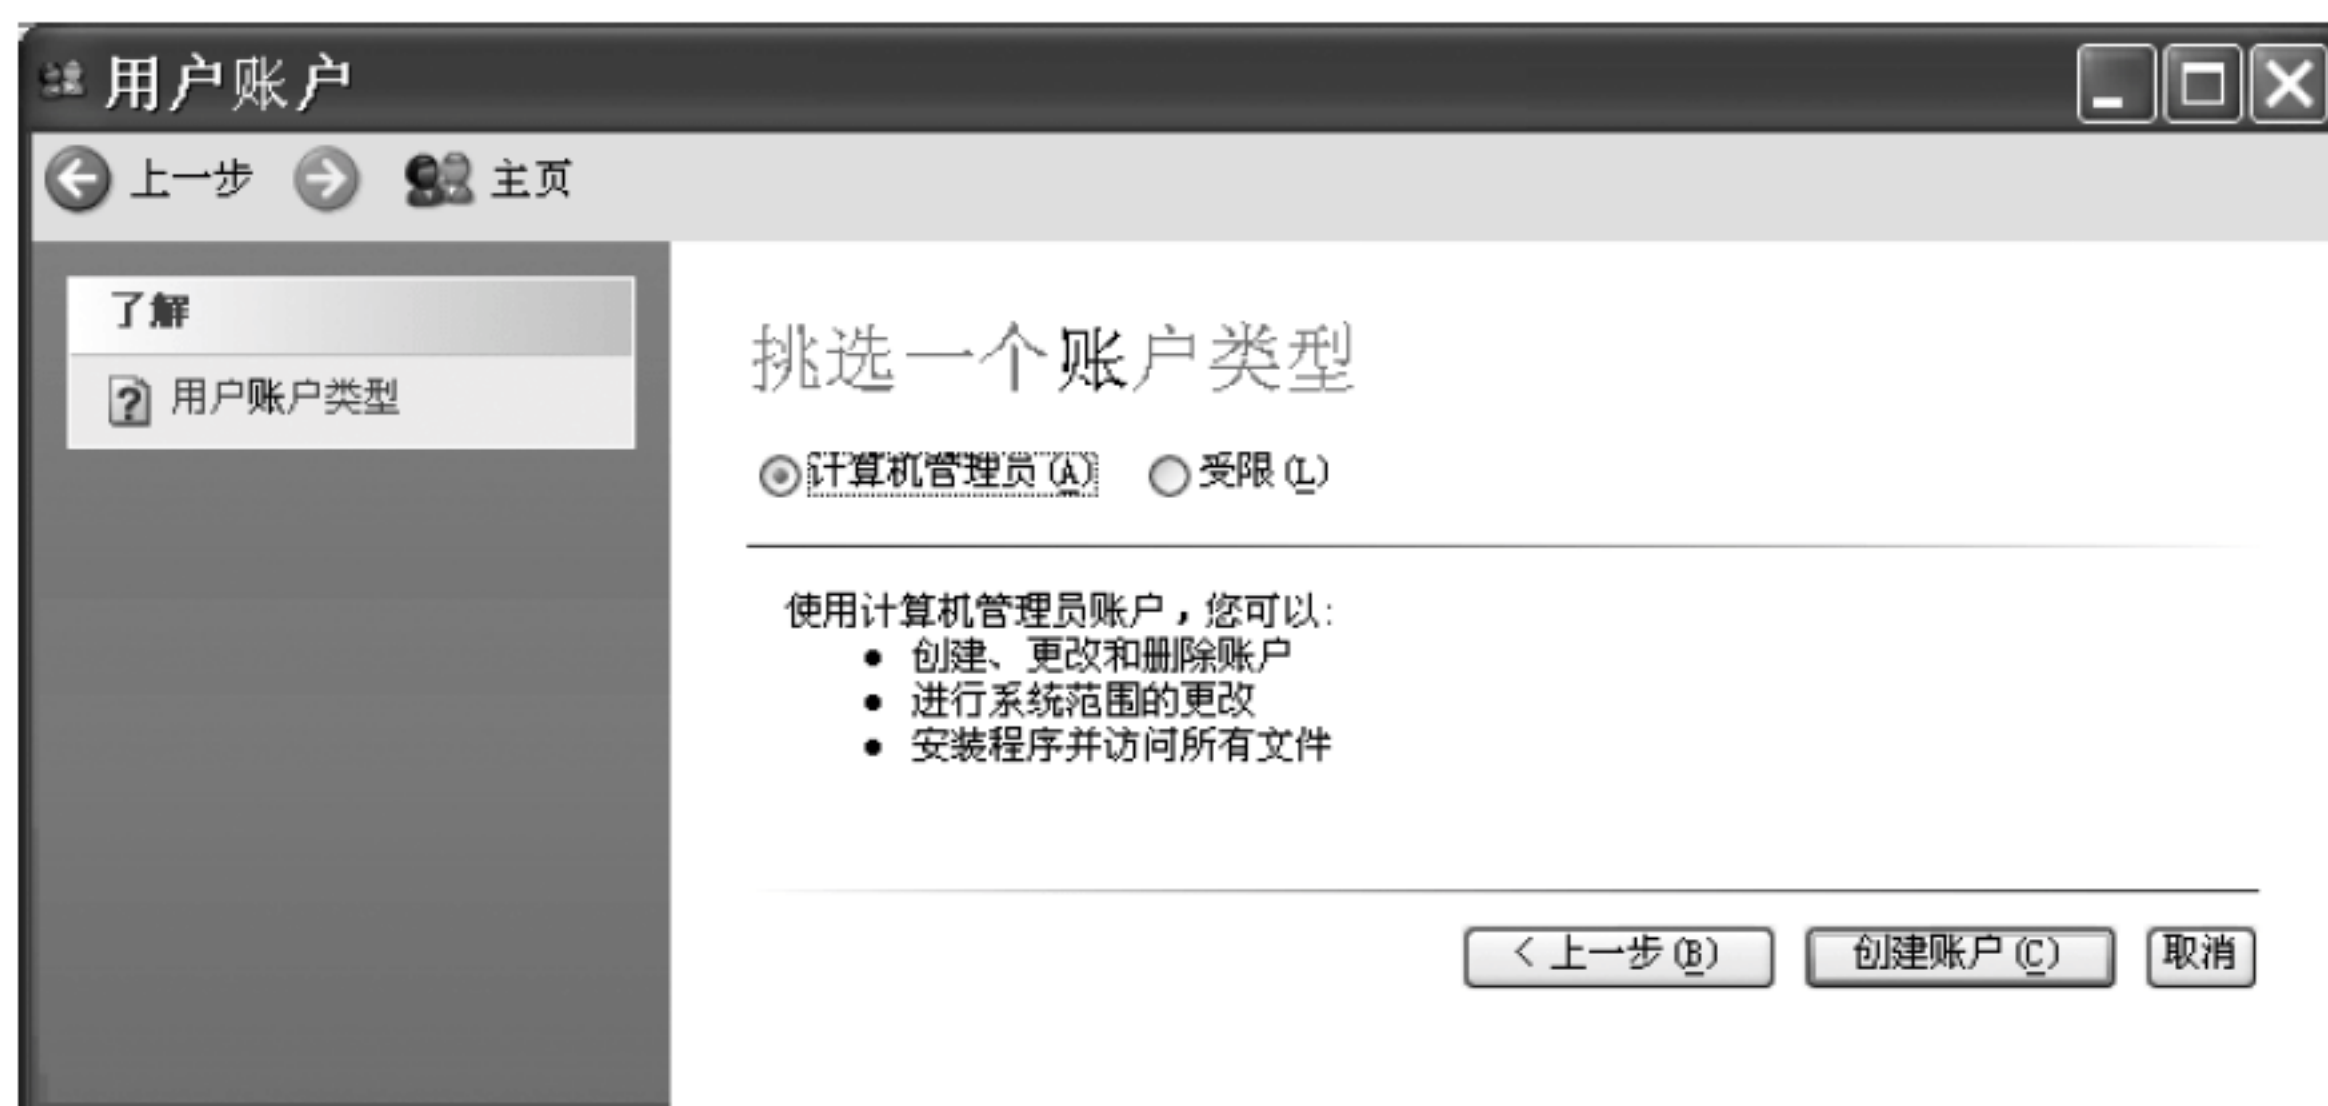 用户账户
上一步 主页
了解
用户账户类型
挑选一个账户类型
计算机管理员(A) 受限(L)
使用计算机管理员账户，您可以:
● 创建、更改和删除账户
● 进行系统范围的更改
● 安装程序并访问所有文件
< 上一步(B) 创建账户(C) 取消